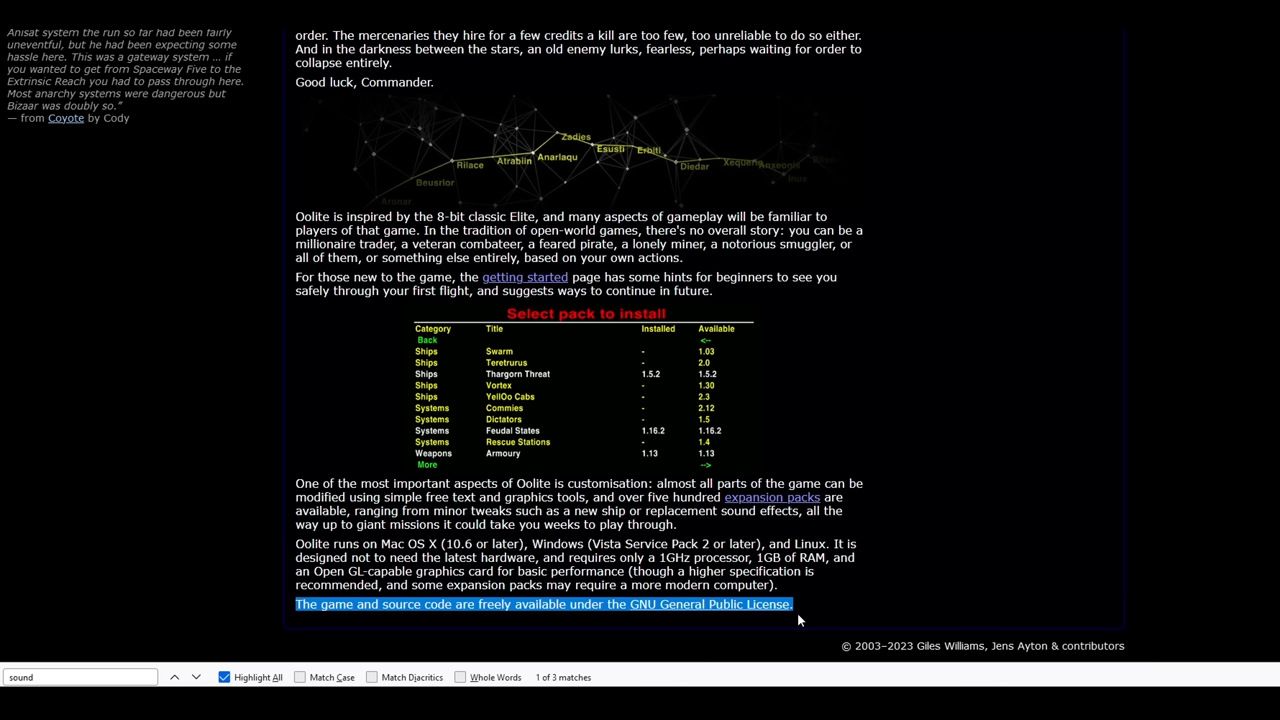 Anisat system the run so far had been fairly
uneventful, but he had been expecting some
hassle here. This was a gateway system ... if
you wanted to get from Spaceway Five to the
Extrinsic Reach you had to pass through here.
Most anarchy systems were dangerous but
Bizaar was doubly so.”
— from Coyote by Cody
order. The mercenaries they hire for a few credits a kill are too few, too unreliable to do so either.
And in the darkness between the stars, an old enemy lurks, fearless, perhaps waiting for order to
collapse entirely.
Good luck, Commander.
Zadies
Esusti
Erbiti
Anarlaqu
Atrabiin
Rilace
Diedar
Xequerin
Anxeonis
Inus
Beusrior
Aronar
Oolite is inspired by the 8-bit classic Elite, and many aspects of gameplay will be familiar to
players of that game. In the tradition of open-world games, there's no overall story: you can be a
millionaire trader, a veteran combateer, a feared pirate, a lonely miner, a notorious smuggler, or
all of them, or something else entirely, based on your own actions.
For those new to the game, the getting started page has some hints for beginners to see you
safely through your first flight, and suggests ways to continue in future.
Select pack to install
Category Title Installed Available
Back <--
Ships Swarm - 1.03
Ships Teretrurus - 2.0
Ships Thargorn Threat 1.5.2 1.5.2
Ships Vortex - 1.30
Ships YellOo Cabs - 2.3
Systems Commies - 2.12
Systems Dictators - 1.5
Systems Feudal States 1.16.2 1.16.2
Systems Rescue Stations - 1.4
Weapons Armoury 1.13 1.13
More -->
One of the most important aspects of Oolite is customisation: almost all parts of the game can be
modified using simple free text and graphics tools, and over five hundred expansion packs are
available, ranging from minor tweaks such as a new ship or replacement sound effects, all the
way up to giant missions it could take you weeks to play through.
Oolite runs on Mac OS X (10.6 or later), Windows (Vista Service Pack 2 or later), and Linux. It is
designed not to need the latest hardware, and requires only a 1GHz processor, 1GB of RAM, and
an Open GL-capable graphics card for basic performance (though a higher specification is
recommended, and some expansion packs may require a more modern computer).
The game and source code are freely available under the GNU General Public License.
© 2003–2023 Giles Williams, Jens Ayton & contributors
sound Highlight All Match Case Match Diacritics Whole Words 1 of 3 matches